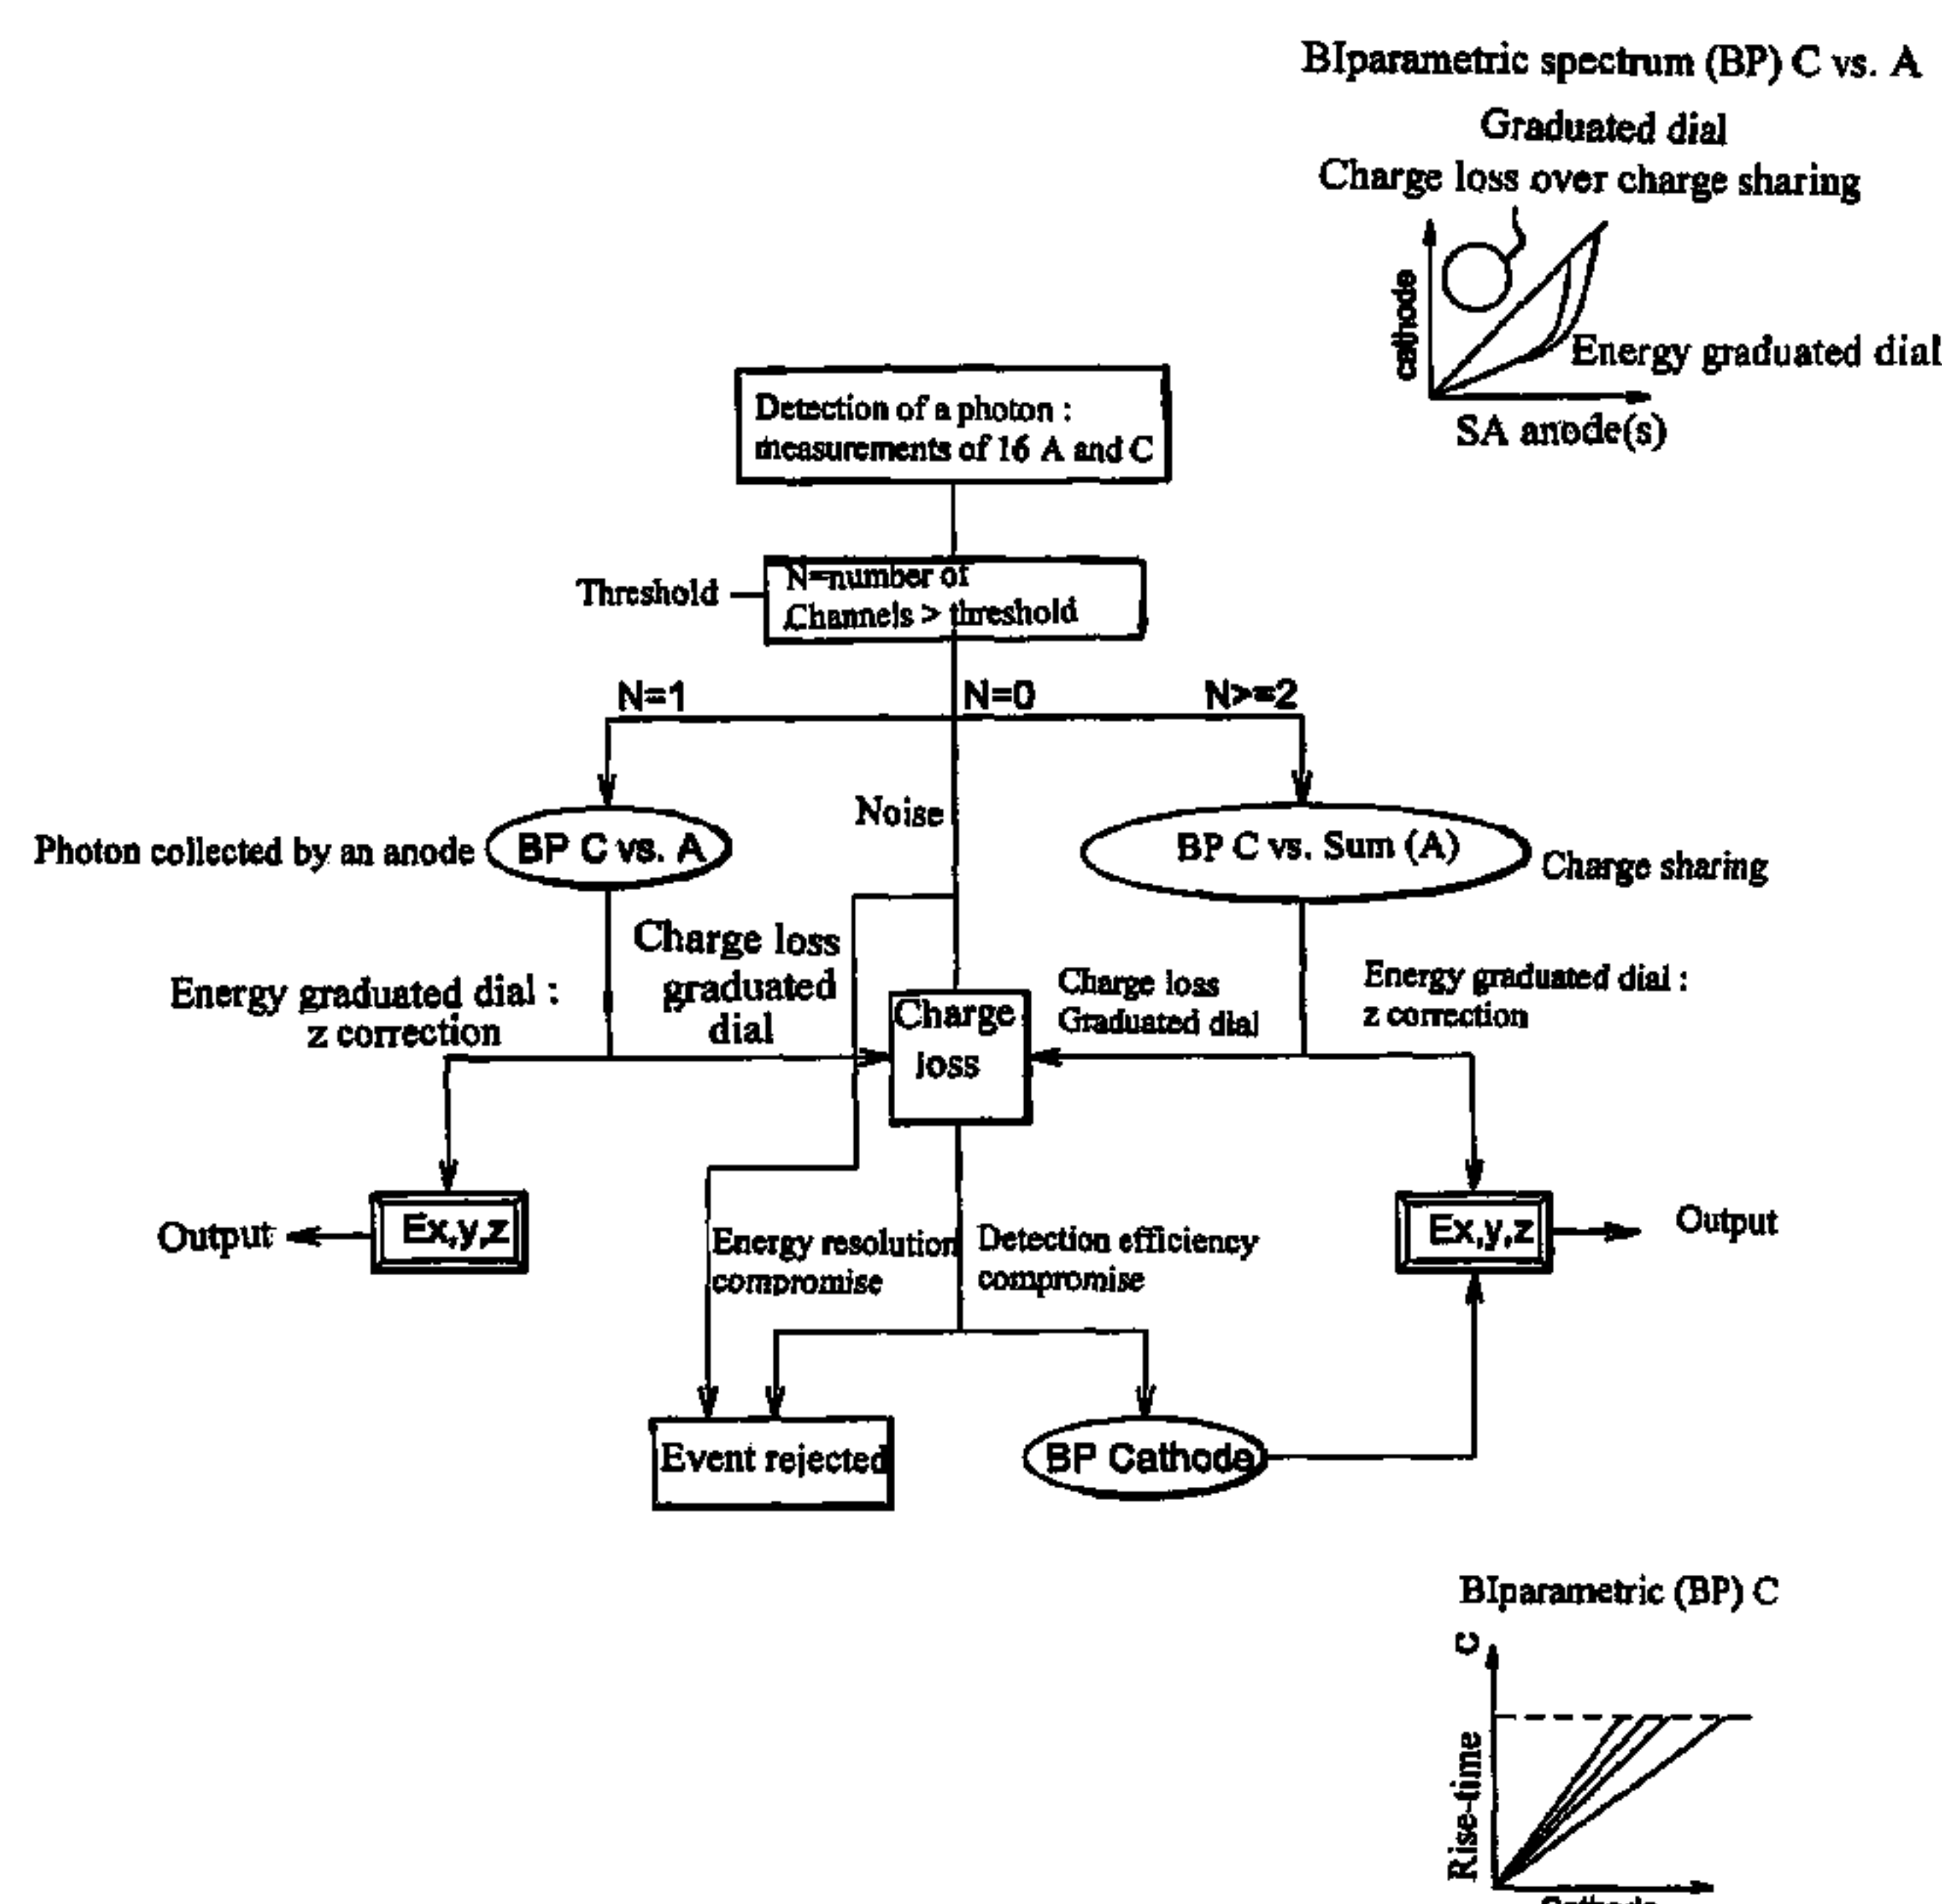 BIparametric spectrum (BP) C vs. A
Graduated dial
Charge loss over charge sharing
cathode
Energy graduated dial
SA anode(s)
Detection of a photon :
measurements of 16 A and C
Threshold
N=number of
Channels > threshold
N=1
N=0
N>=2
Noise
Photon collected by an anode
BP C vs. A
BP C vs. Sum (A)
Charge sharing
Energy graduated dial :
z correction
Charge loss
graduated
dial
Charge
loss
Charge loss
Graduated dial
Energy graduated dial :
z correction
Output
Ex,y,z
Energy resolution
compromise
Detection efficiency
compromise
Ex,y,z
Output
Event rejected
BP Cathode
BIparametric (BP) C
C
Rise-time
Cathode